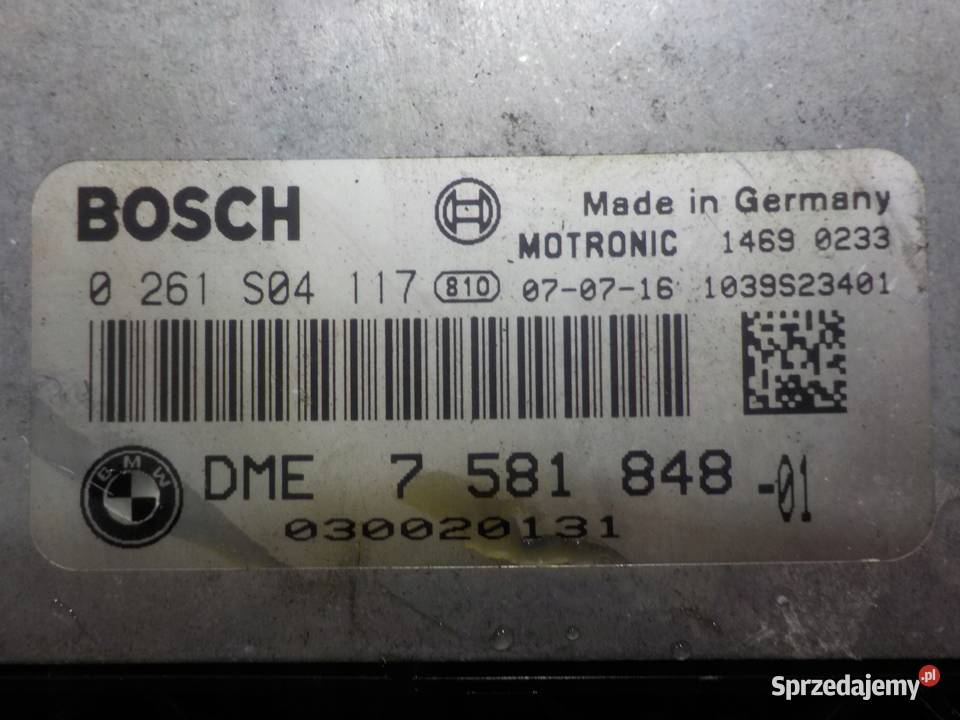 BOSCH Made in Germany
MOTRONIC 1469 0233
0 261 S04 117 810 07-07-16 1039S23401
BMW DME 7 581 848 -01
030020131
Sprzedajemy.pl